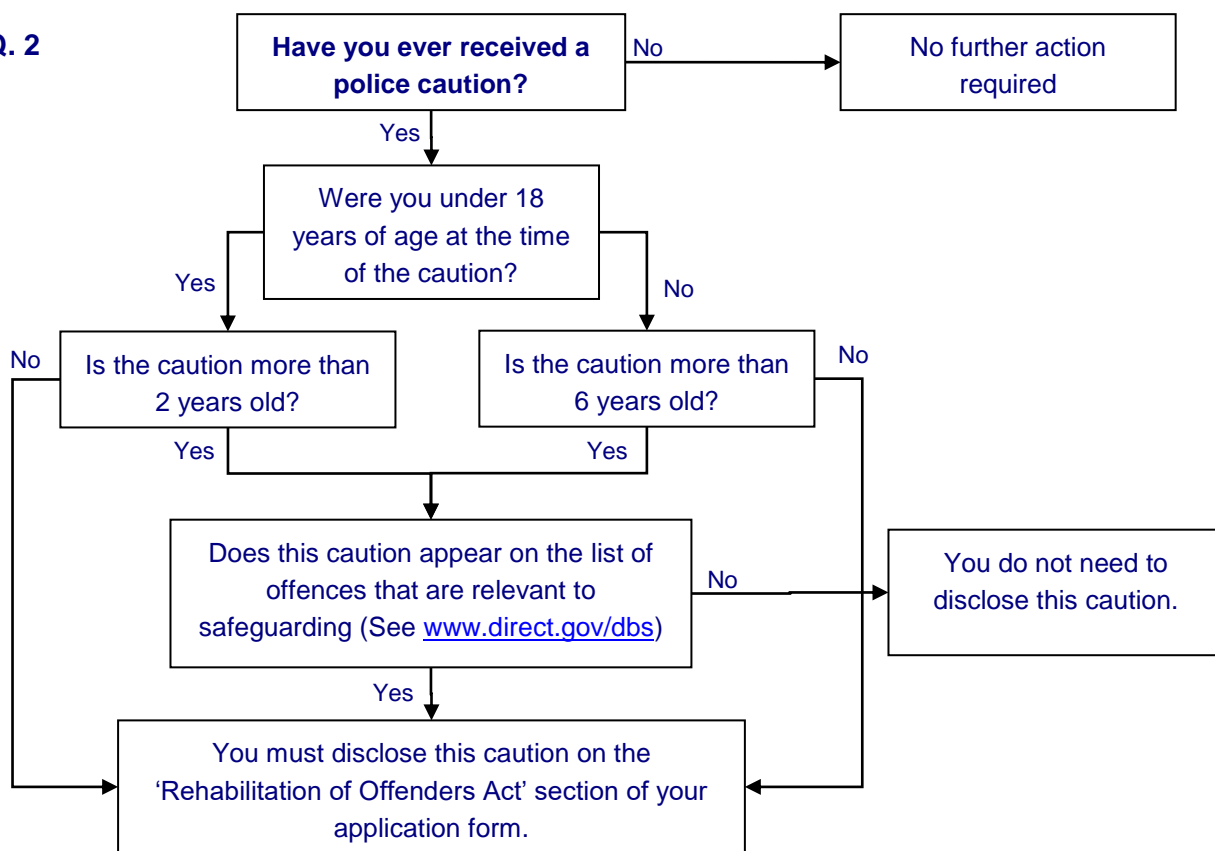 Q. 2
Have you ever received a
police caution?
No
No further action
required
Yes
Were you under 18
years of age at the time
of the caution?
Yes
No
No
Is the caution more than
2 years old?
Is the caution more than
6 years old?
No
Yes
Yes
Does this caution appear on the list of
offences that are relevant to
safeguarding (See www.direct.gov/dbs)
No
You do not need to
disclose this caution.
Yes
You must disclose this caution on the
‘Rehabilitation of Offenders Act’ section of your
application form.